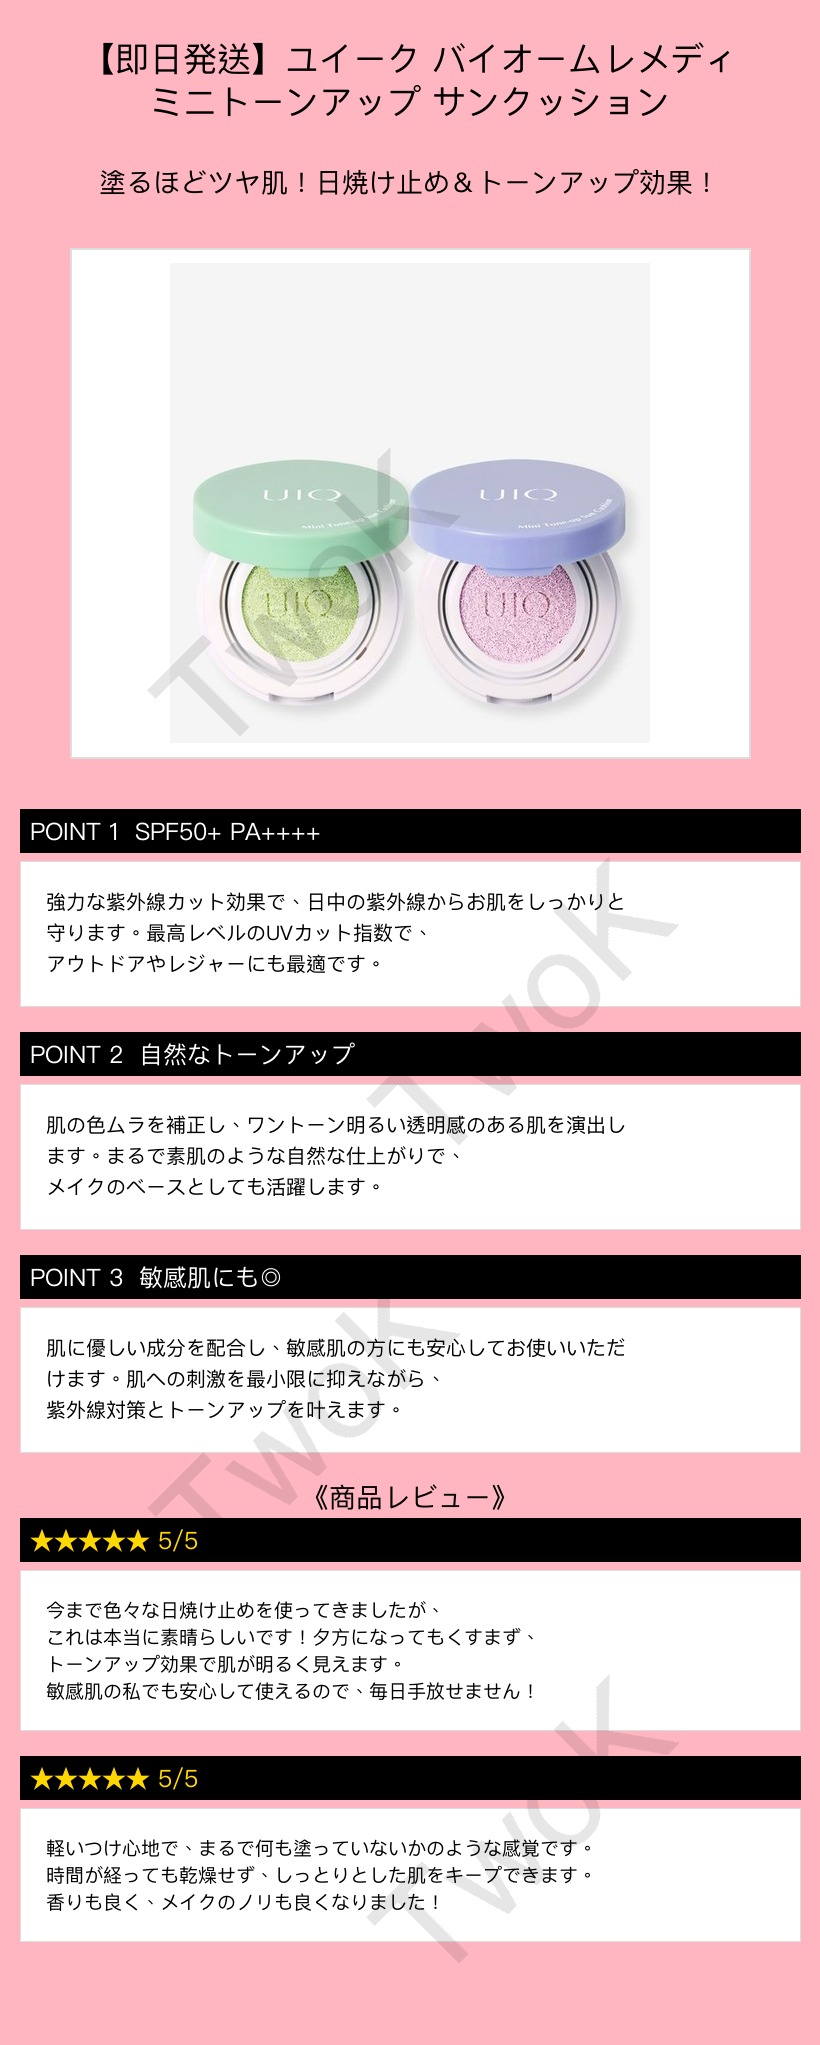 【即日発送】ユイーク バイオームレメディ
ミニトーンアップ サンクッション
塗るほどツヤ肌！日焼け止め＆トーンアップ効果！
UIQ
Mini Tone-up Sun Cushion
UIQ
Mini Tone-up Sun Cushion
UIQ
UIQ
TwoK
POINT 1 SPF50+ PA++++
強力な紫外線カット効果で、日中の紫外線からお肌をしっかりと
守ります。最高レベルのUVカット指数で、
アウトドアやレジャーにも最適です。
TwoK
POINT 2 自然なトーンアップ
肌の色ムラを補正し、ワントーン明るい透明感のある肌を演出し
ます。まるで素肌のような自然な仕上がりで、
メイクのベースとしても活躍します。
POINT 3 敏感肌にも◎
肌に優しい成分を配合し、敏感肌の方にも安心してお使いいただ
けます。肌への刺激を最小限に抑えながら、
紫外線対策とトーンアップを叶えます。
TwoK
《商品レビュー》
★★★★★ 5/5
今まで色々な日焼け止めを使ってきましたが、
これは本当に素晴らしいです！夕方になってもくすまず、
トーンアップ効果で肌が明るく見えます。
敏感肌の私でも安心して使えるので、毎日手放せません！
★★★★★ 5/5
軽いつけ心地で、まるで何も塗っていないかのような感覚です。
時間が経っても乾燥せず、しっとりとした肌をキープできます。
香りも良く、メイクのノリも良くなりました！
TwoK